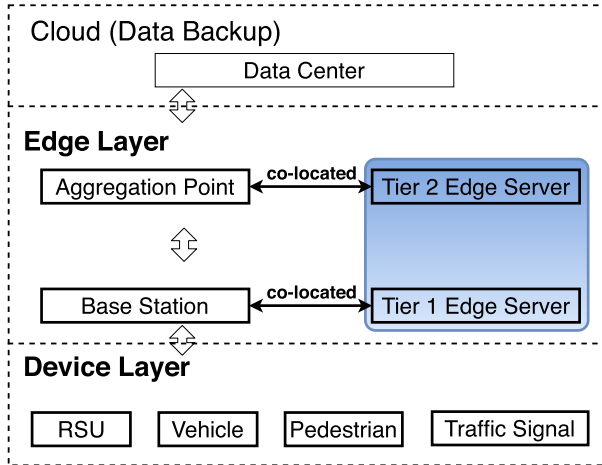 Cloud (Data Backup)
Data Center
Edge Layer
Aggregation Point
co-located
Tier 2 Edge Server
Base Station
co-located
Tier 1 Edge Server
Device Layer
RSU
Vehicle
Pedestrian
Traffic Signal